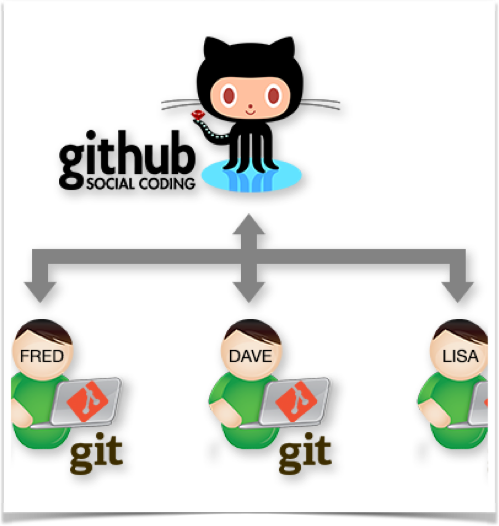 github
SOCIAL CODING
FRED
DAVE
LISA
git
git